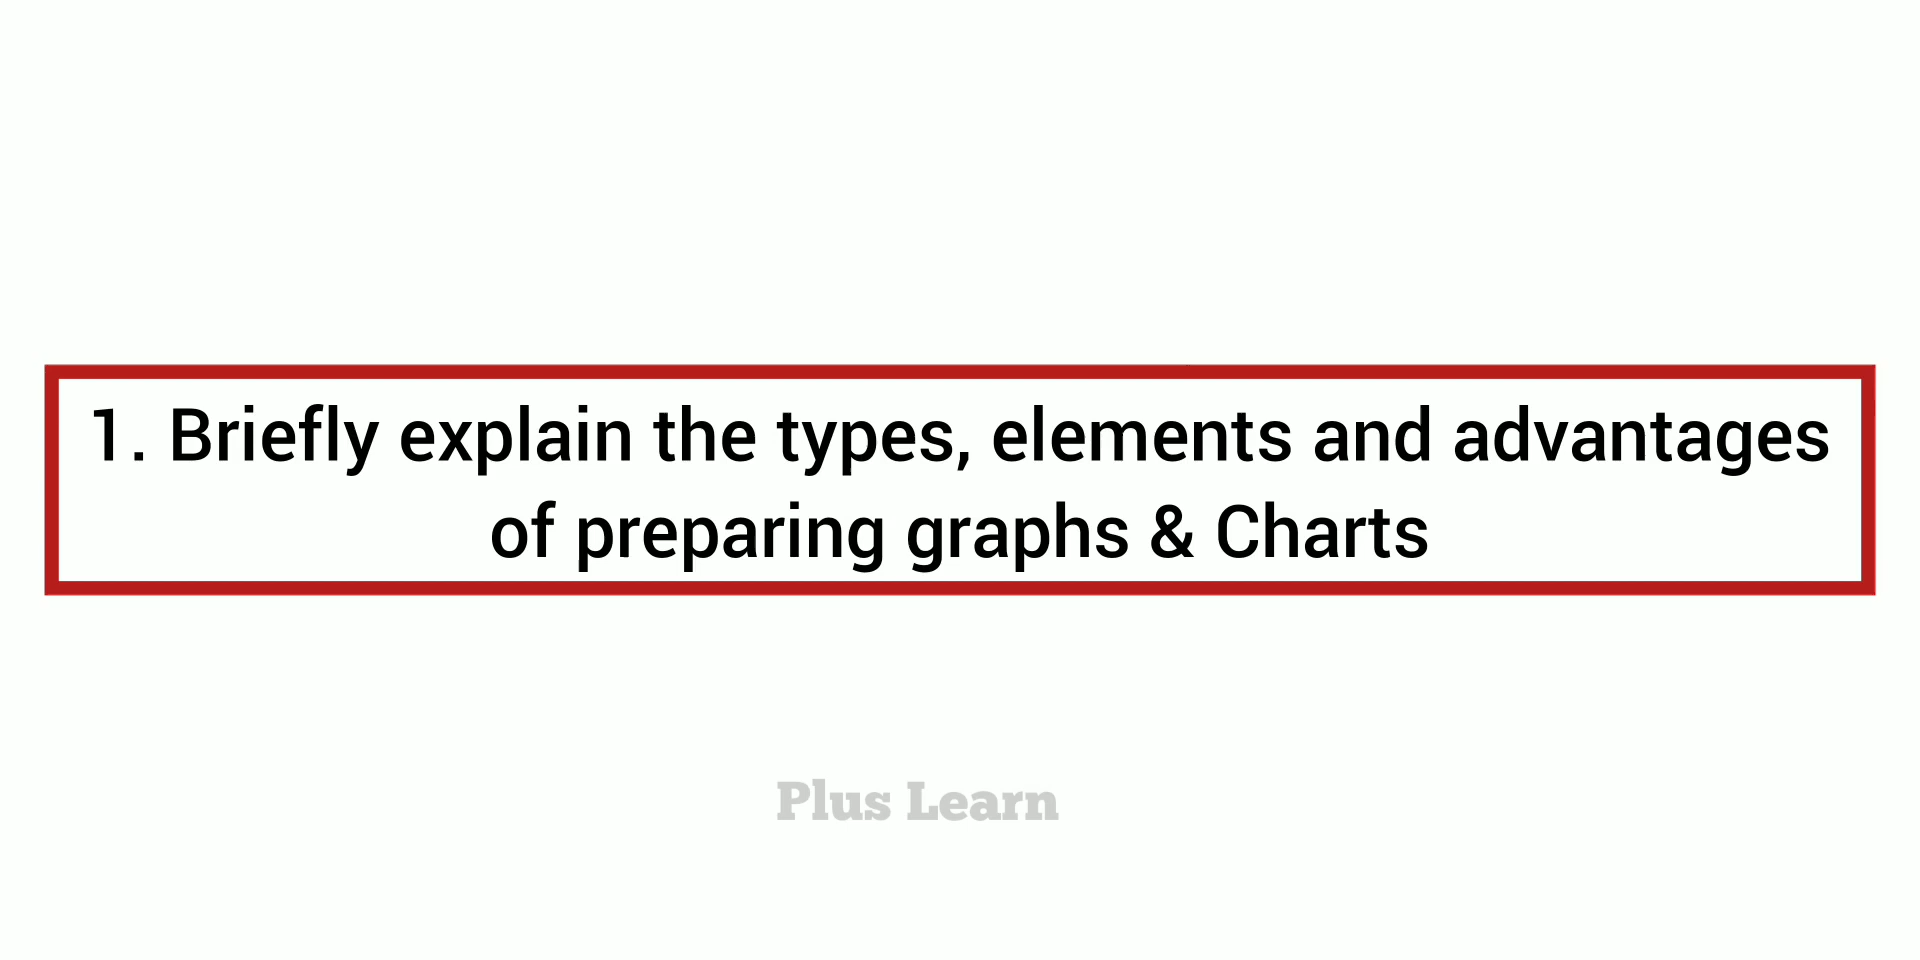 1. Briefly explain the types, elements and advantages
of preparing graphs & Charts
Plus Learn